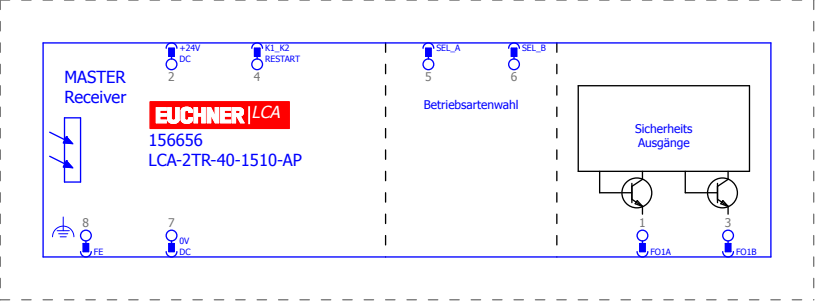 +24V
DC
2
K1_K2
RESTART
4
SEL_A
5
SEL_B
6
MASTER
Receiver
EUCHNER LCA
156656
LCA-2TR-40-1510-AP
Betriebsartenwahl
Sicherheits
Ausgänge
8
FE
7
0V
DC
1
FO1A
3
FO1B